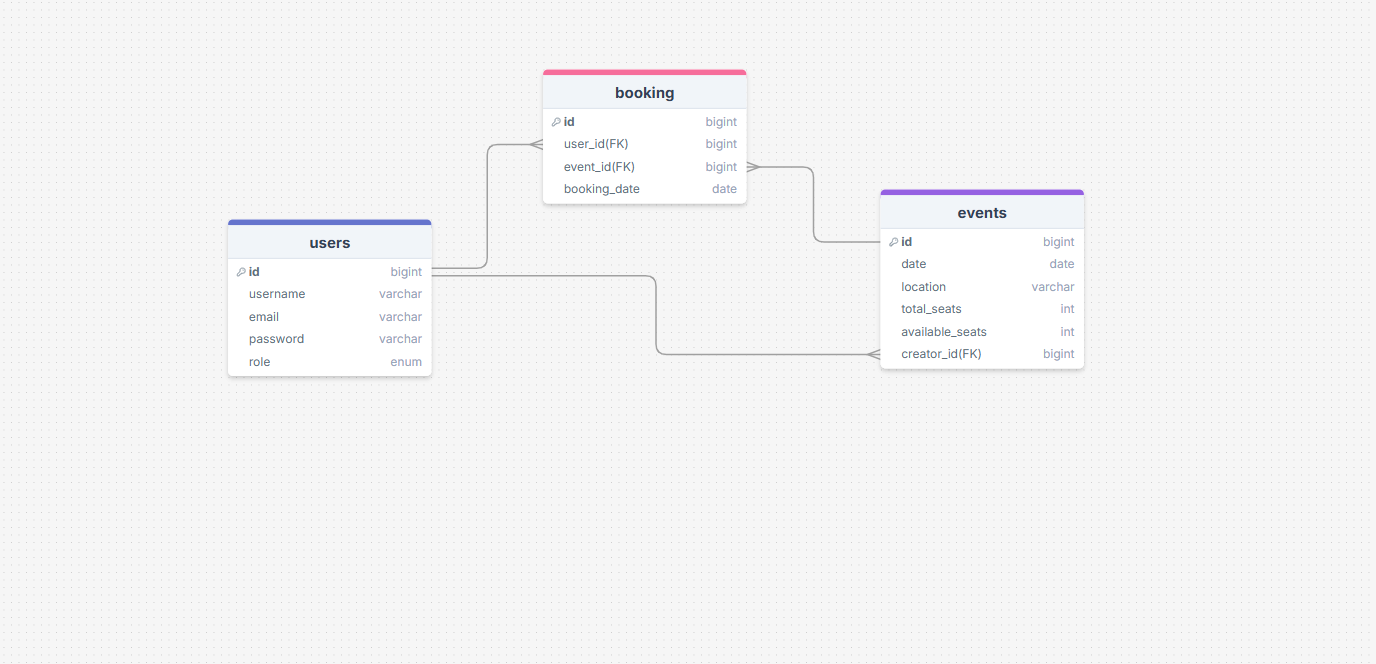 booking
id bigint
user_id(FK) bigint
event_id(FK) bigint
booking_date date
users
id bigint
username varchar
email varchar
password varchar
role enum
events
id bigint
date date
location varchar
total_seats int
available_seats int
creator_id(FK) bigint